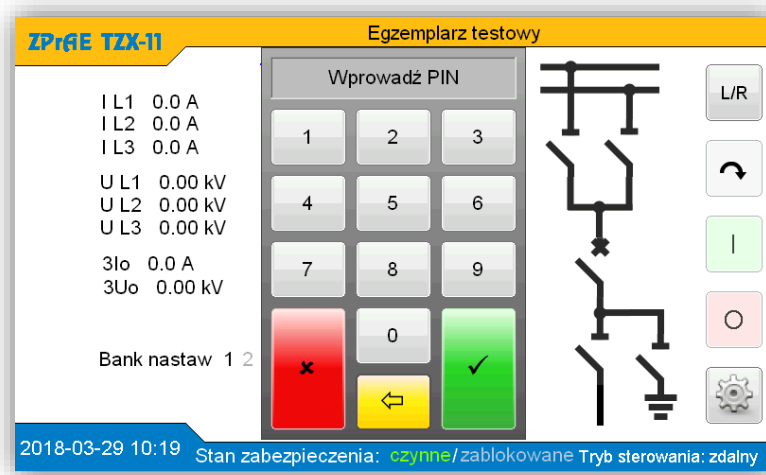 ZPrAE TZX-11
Egzemplarz testowy
I L1 0.0 A
I L2 0.0 A
I L3 0.0 A
U L1 0.00 kV
U L2 0.00 kV
U L3 0.00 kV
3Io 0.0 A
3Uo 0.00 kV
Bank nastaw 1 2
Wprowadź PIN
1 2 3
4 5 6
7 8 9
0
L/R
I
O
2018-03-29 10:19
Stan zabezpieczenia: czynne/zablokowane
Tryb sterowania: zdalny